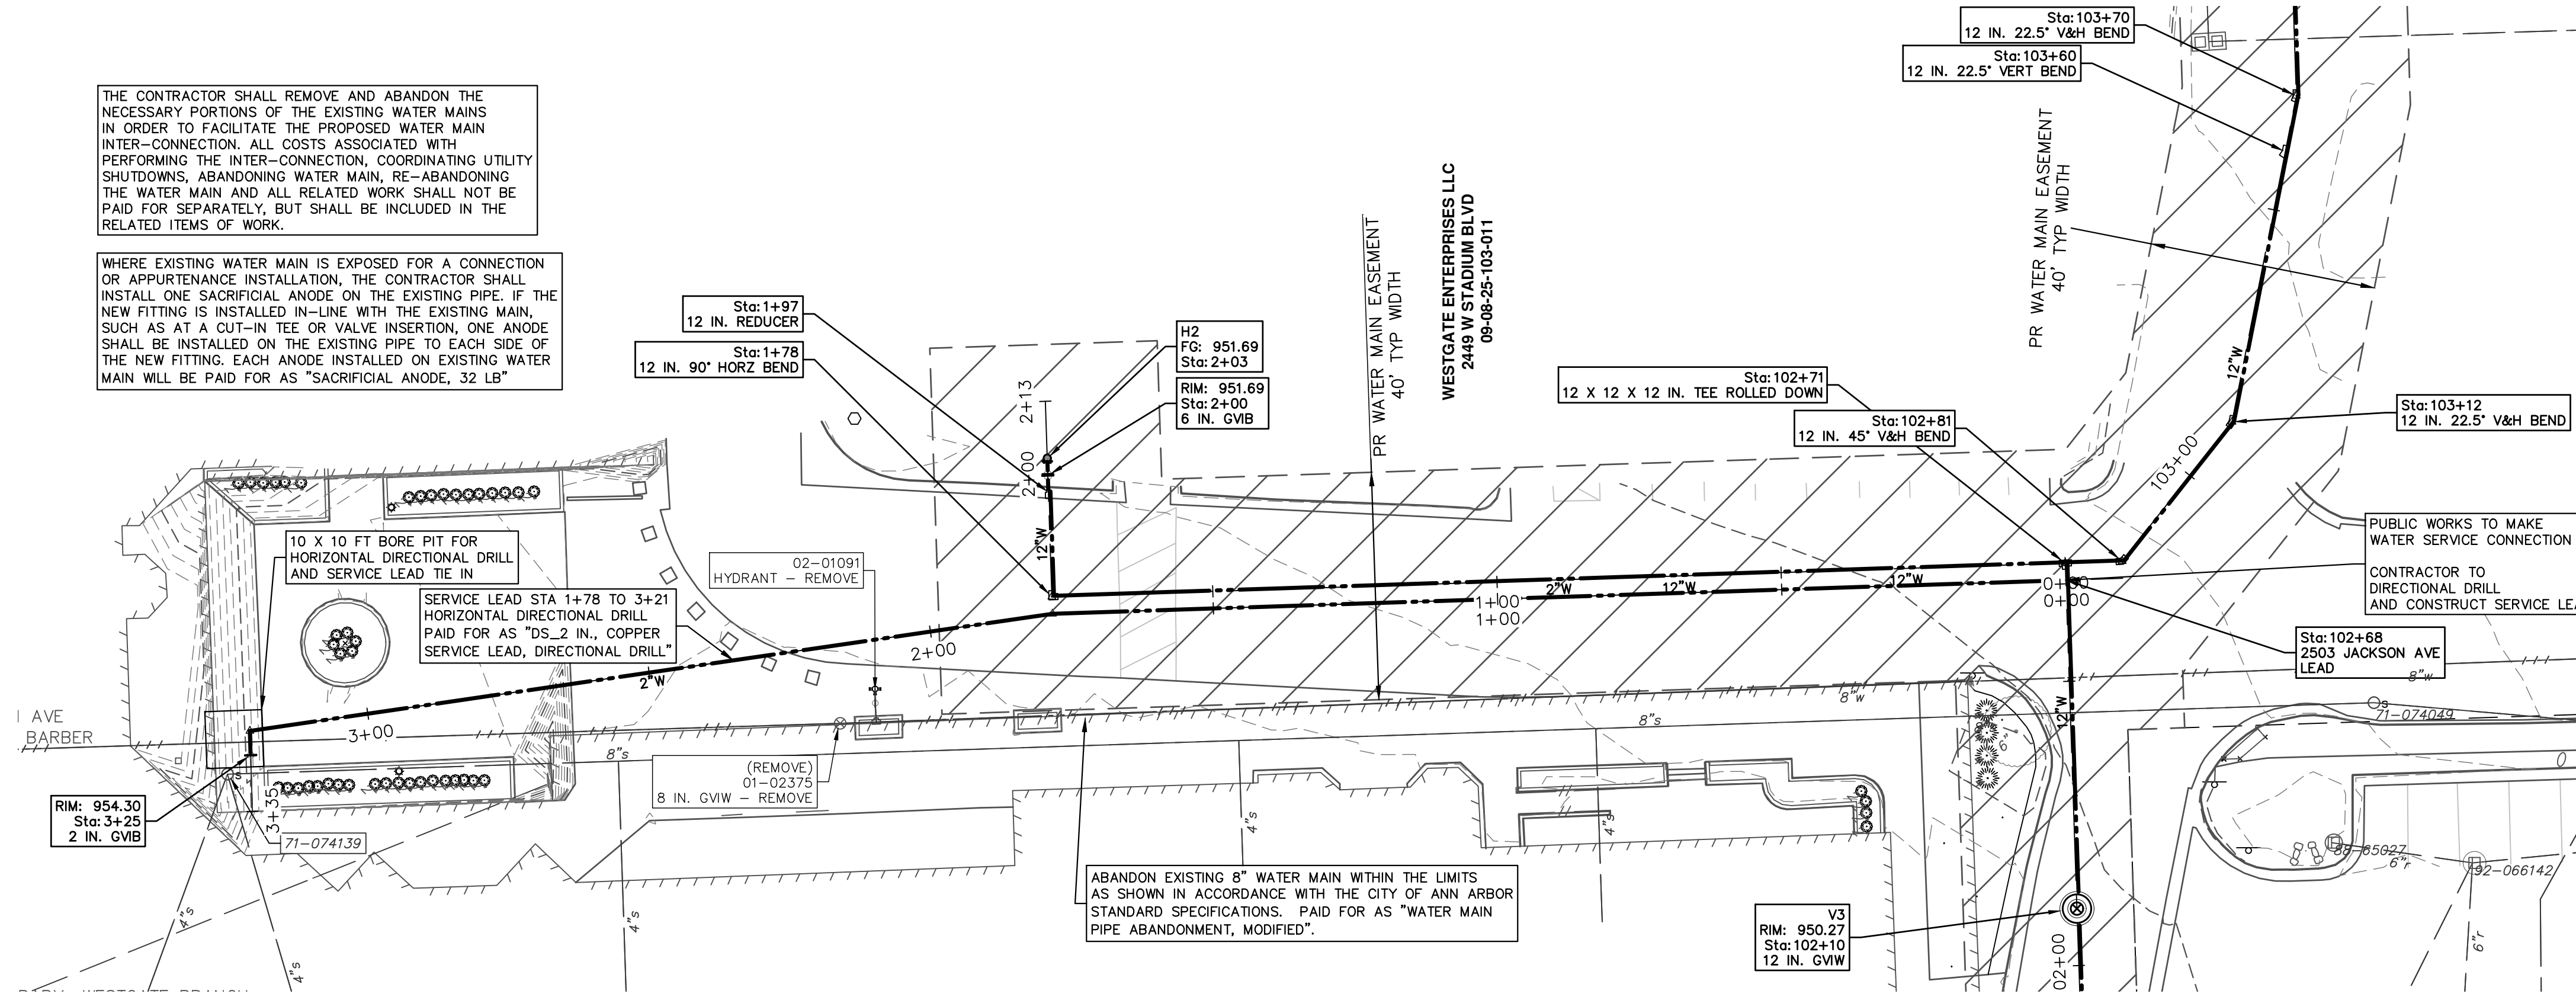 THE CONTRACTOR SHALL REMOVE AND ABANDON THE
NECESSARY PORTIONS OF THE EXISTING WATER MAINS
IN ORDER TO FACILITATE THE PROPOSED WATER MAIN
INTER-CONNECTION. ALL COSTS ASSOCIATED WITH
PERFORMING THE INTER-CONNECTION, COORDINATING UTILITY
SHUTDOWNS, ABANDONING WATER MAIN, RE-ABANDONING
THE WATER MAIN AND ALL RELATED WORK SHALL NOT BE
PAID FOR SEPARATELY, BUT SHALL BE INCLUDED IN THE
RELATED ITEMS OF WORK.
WHERE EXISTING WATER MAIN IS EXPOSED FOR A CONNECTION
OR APPURTENANCE INSTALLATION, THE CONTRACTOR SHALL
INSTALL ONE SACRIFICIAL ANODE ON THE EXISTING PIPE. IF THE
NEW FITTING IS INSTALLED IN-LINE WITH THE EXISTING MAIN,
SUCH AS AT A CUT-IN TEE OR VALVE INSERTION, ONE ANODE
SHALL BE INSTALLED ON THE EXISTING PIPE TO EACH SIDE OF
THE NEW FITTING. EACH ANODE INSTALLED ON EXISTING WATER
MAIN WILL BE PAID FOR AS "SACRIFICIAL ANODE, 32 LB"
Sta: 1+97
12 IN. REDUCER
Sta: 1+78
12 IN. 90° HORZ BEND
H2
FG: 951.69
Sta: 2+03
RIM: 951.69
Sta: 2+00
6 IN. GVIB
2+13
2+00
12"W
PR WATER MAIN EASEMENT
40' TYP WIDTH
WESTGATE ENTERPRISES LLC
2449 W STADIUM BLVD
09-08-25-103-011
Sta: 103+70
12 IN. 22.5° V&H BEND
Sta: 103+60
12 IN. 22.5° VERT BEND
PR WATER MAIN EASEMENT
40' TYP WIDTH
12"W
Sta: 102+71
12 X 12 X 12 IN. TEE ROLLED DOWN
Sta: 102+81
12 IN. 45° V&H BEND
Sta: 103+12
12 IN. 22.5° V&H BEND
103+00
PUBLIC WORKS TO MAKE
WATER SERVICE CONNECTION
CONTRACTOR TO
DIRECTIONAL DRILL
AND CONSTRUCT SERVICE
Sta: 102+68
2503 JACKSON AVE
LEAD
10 X 10 FT BORE PIT FOR
HORIZONTAL DIRECTIONAL DRILL
AND SERVICE LEAD TIE IN
SERVICE LEAD STA 1+78 TO 3+21
HORIZONTAL DIRECTIONAL DRILL
PAID FOR AS "DS_2 IN., COPPER
SERVICE LEAD, DIRECTIONAL DRILL"
02-01091
HYDRANT - REMOVE
2"W
12"W
12"W
1+00
1+00
0+00
0+00
2+00
2"W
3+00
AVE
BARBER
8"s
8"s
8"w
8"w
12"W
6"
71-074049
(REMOVE)
01-02375
8 IN. GVIW - REMOVE
RIM: 954.30
Sta: 3+25
2 IN. GVIB
3+35
s
71-074139
4"s
4"s
4"s
4"s
4"s
ABANDON EXISTING 8" WATER MAIN WITHIN THE LIMITS
AS SHOWN IN ACCORDANCE WITH THE CITY OF ANN ARBOR
STANDARD SPECIFICATIONS. PAID FOR AS "WATER MAIN
PIPE ABANDONMENT, MODIFIED".
V3
RIM: 950.27
Sta: 102+10
12 IN. GVIW
02+00
s
88-65027
6"r
92-066142
6"r